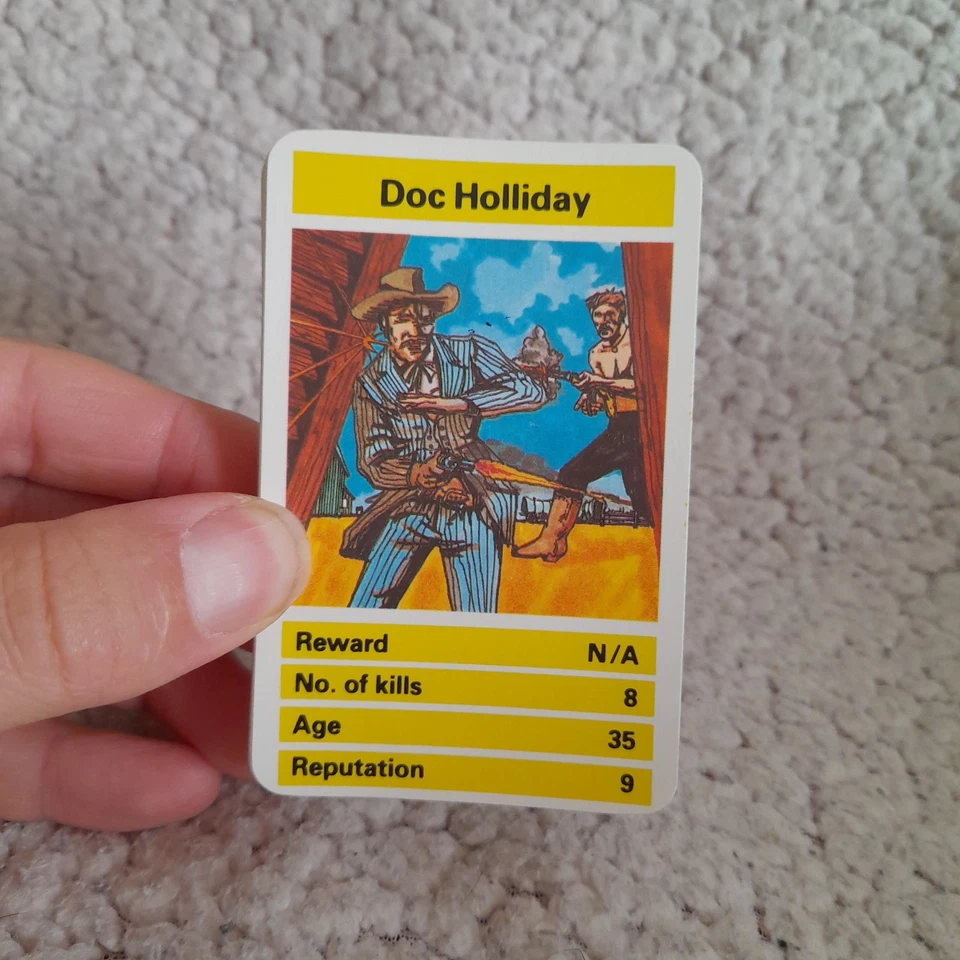 Doc Holliday
Reward N/A
No. of kills 8
Age 35
Reputation 9